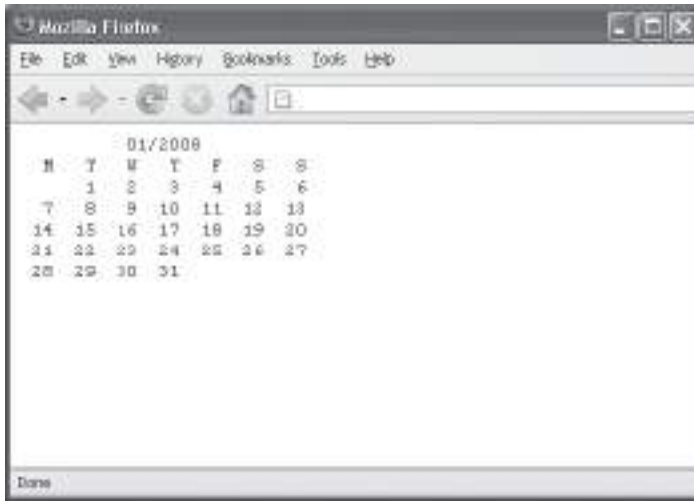 Mozilla Firefox
File Edit View History Bookmarks Tools Help
01/2008
M T W T F S S
1 2 3 4 5 6
7 8 9 10 11 12 13
14 15 16 17 18 19 20
21 22 23 24 25 26 27
28 29 30 31
Done